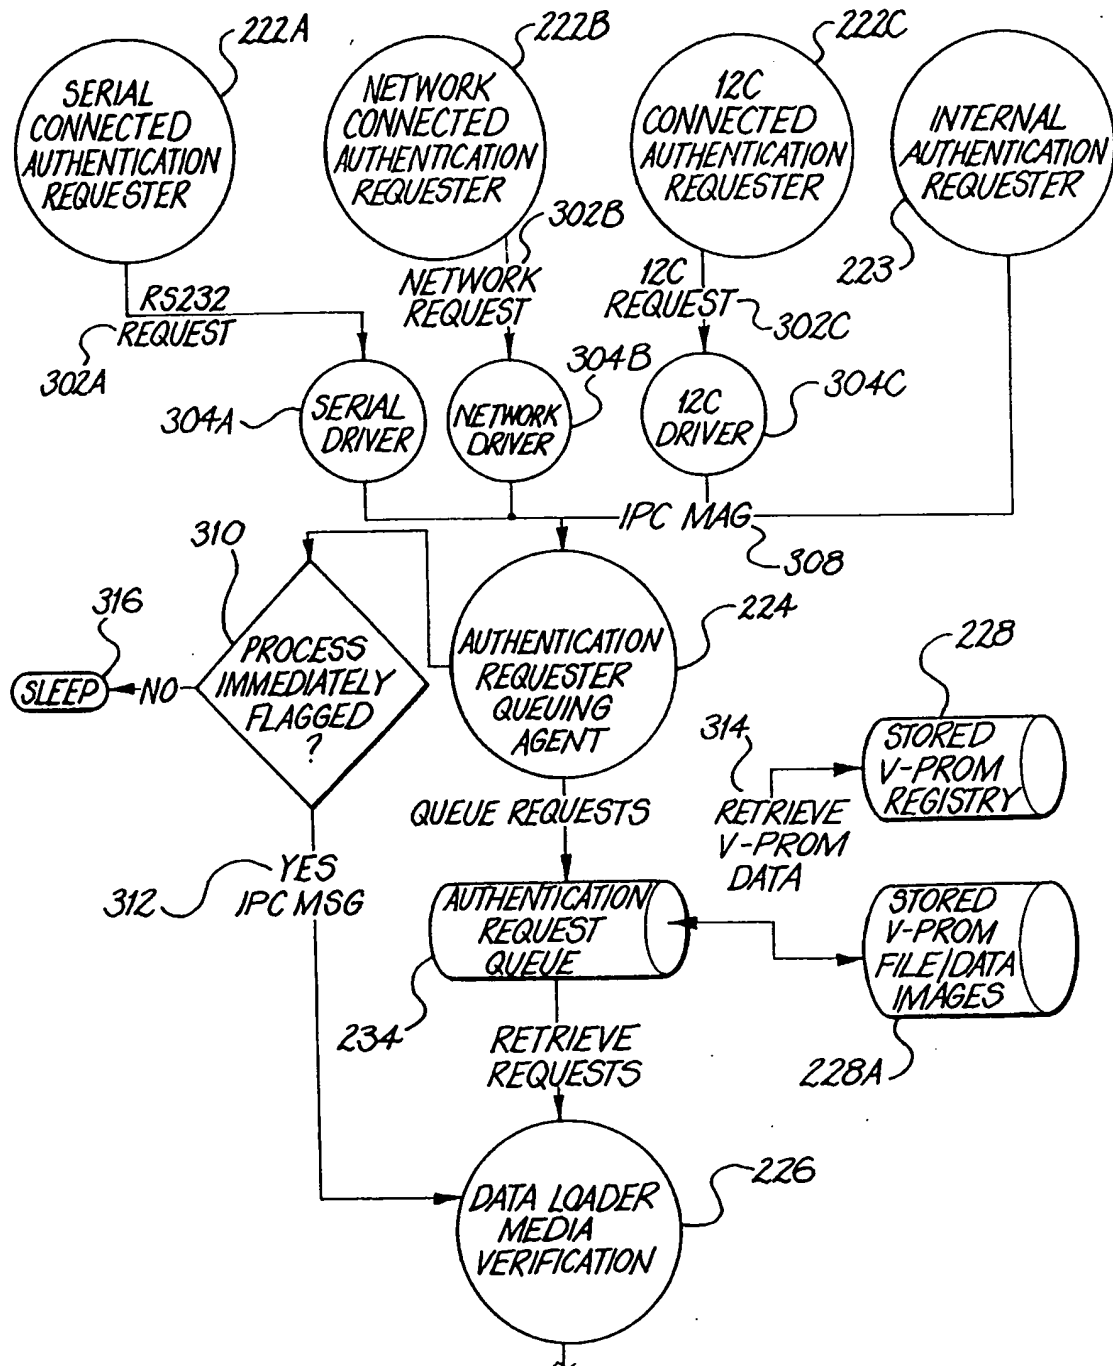 222A
222B
222C
SERIAL
CONNECTED
AUTHENTICATION
REQUESTER
NETWORK
CONNECTED
AUTHENTICATION
REQUESTER
12C
CONNECTED
AUTHENTICATION
REQUESTER
INTERNAL
AUTHENTICATION
REQUESTER
223
RS232
REQUEST
302A
302B
NETWORK
REQUEST
12C
REQUEST
302C
304A
SERIAL
DRIVER
304B
NETWORK
DRIVER
304C
12C
DRIVER
IPC MAG
308
310
316
SLEEP
NO
PROCESS
IMMEDIATELY
FLAGGED
?
AUTHENTICATION
REQUESTER
QUEUING
AGENT
224
228
STORED
V-PROM
REGISTRY
314
RETRIEVE
V-PROM
DATA
QUEUE REQUESTS
312
YES
IPC MSG
AUTHENTICATION
REQUEST
QUEUE
234
STORED
V-PROM
FILE/DATA
IMAGES
228A
RETRIEVE
REQUESTS
DATA LOADER
MEDIA
VERIFICATION
226